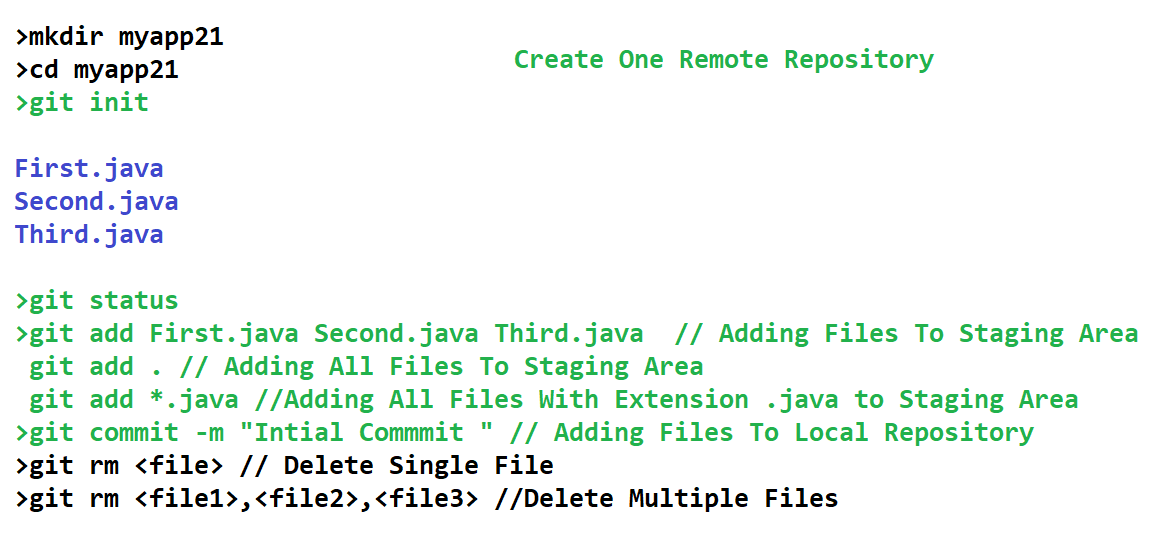 >mkdir myapp21
>cd myapp21
Create One Remote Repository
>git init
First.java
Second.java
Third.java
>git status
>git add First.java Second.java Third.java  // Adding Files To Staging Area
git add . // Adding All Files To Staging Area
git add *.java //Adding All Files With Extension .java to Staging Area
>git commit -m "Intial Commmit " // Adding Files To Local Repository
>git rm <file> // Delete Single File
>git rm <file1>,<file2>,<file3> //Delete Multiple Files